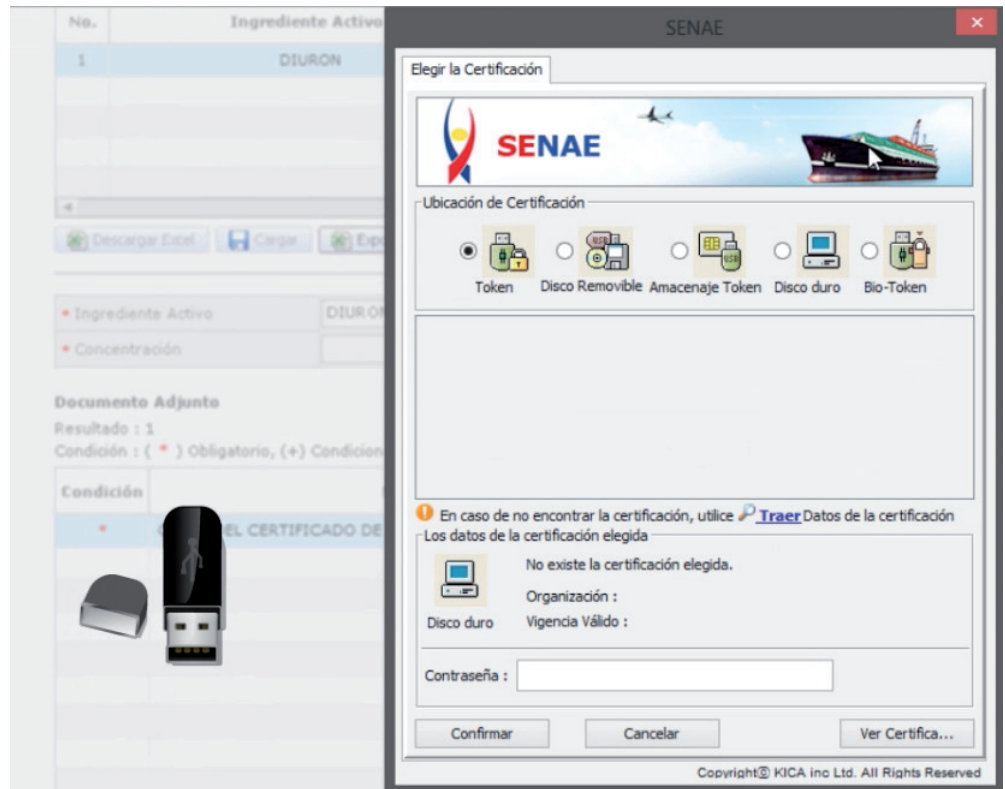 No. Ingrediente Activo
1 DIURON
Descargar Excel Cargar Expo
* Ingrediente Activo DIURON
* Concentración
Documento Adjunto
Resultado : 1
Condición : ( * ) Obligatorio, (+) Condicion
Condición
* EL CERTIFICADO DE
SENAE
Elegir la Certificación
SENAE
Ubicación de Certificación
Token Disco Removible Amacenaje Token Disco duro Bio-Token
En caso de no encontrar la certificación, utilice Traer Datos de la certificación
Los datos de la certificación elegida
No existe la certificación elegida.
Organización :
Disco duro Vigencia Válido :
Contraseña :
Confirmar Cancelar Ver Certifica...
Copyright© KICA inc Ltd. All Rights Reserved